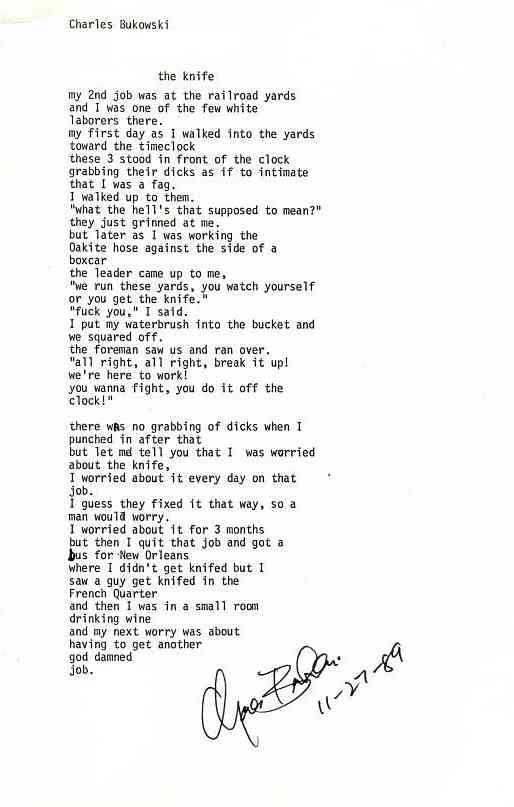 Charles Bukowski
the knife
my 2nd job was at the railroad yards
and I was one of the few white
laborers there.
my first day as I walked into the yards
toward the timeclock
these 3 stood in front of the clock
grabbing their dicks as if to intimate
that I was a fag.
I walked up to them.
"what the hell's that supposed to mean?"
they just grinned at me.
but later as I was working the
Oakite hose against the side of a
boxcar
the leader came up to me,
"we run these yards, you watch yourself
or you get the knife."
"fuck you," I said.
I put my waterbrush into the bucket and
we squared off.
the foreman saw us and ran over.
"all right, all right, break it up!
we're here to work!
you wanna fight, you do it off the
clock!"
there was no grabbing of dicks when I
punched in after that
but let me tell you that I  was worried
about the knife,
I worried about it every day on that
job.
I guess they fixed it that way, so a
man would worry.
I worried about it for 3 months
but then I quit that job and got a
bus for New Orleans
where I didn't get knifed but I
saw a guy get knifed in the
French Quarter
and then I was in a small room
drinking wine
and my next worry was about
having to get another
god damned
job.
11-27-89